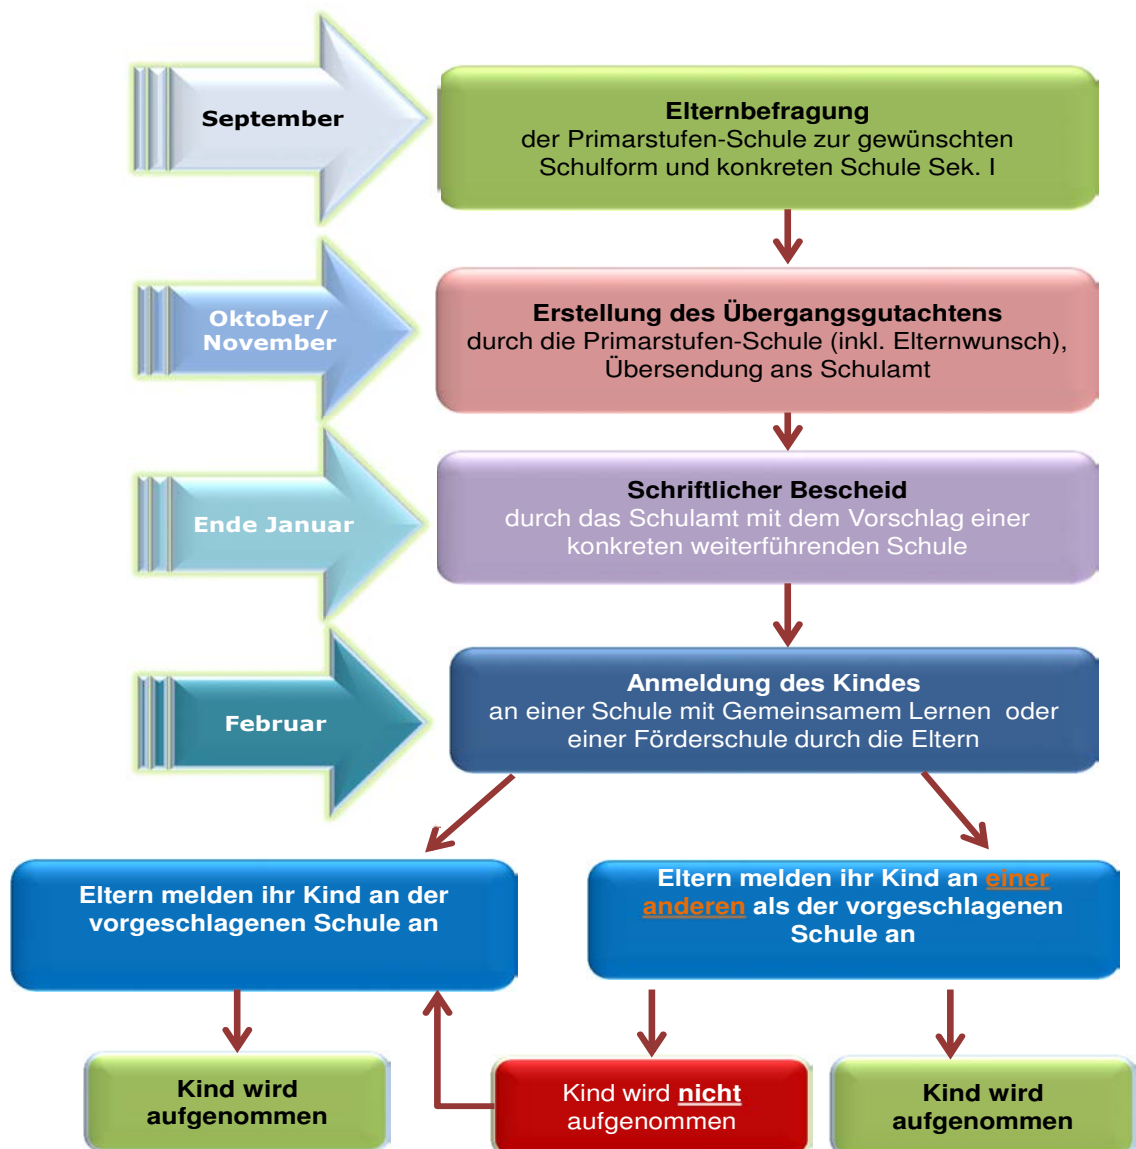 September
Elternbefragung
der Primarstufen-Schule zur gewünschten
Schulform und konkreten Schule Sek. I
Oktober/
November
Erstellung des Übergangsgutachtens
durch die Primarstufen-Schule (inkl. Elternwunsch),
Übersendung ans Schulamt
Ende Januar
Schriftlicher Bescheid
durch das Schulamt mit dem Vorschlag einer
konkreten weiterführenden Schule
Februar
Anmeldung des Kindes
an einer Schule mit Gemeinsamem Lernen oder
einer Förderschule durch die Eltern
Eltern melden ihr Kind an der
vorgeschlagenen Schule an
Eltern melden ihr Kind an einer
anderen als der vorgeschlagenen
Schule an
Kind wird
aufgenommen
Kind wird nicht
aufgenommen
Kind wird
aufgenommen